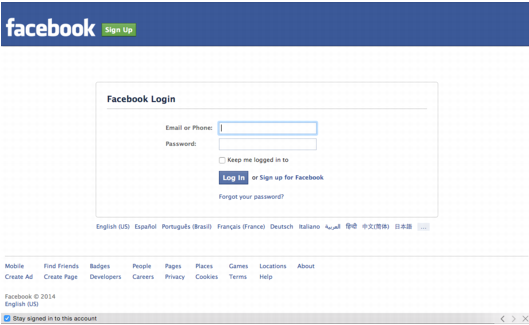 facebook Sign Up
Facebook Login
Email or Phone:
Password:
Keep me logged in to
Log In or Sign up for Facebook
Forgot your password?
English (US) Español Português (Brasil) Français (France) Deutsch Italiano العربية हिन्दी 中文(简体) 日本語 ...
Mobile Find Friends Badges People Pages Places Games Locations About
Create Ad Create Page Developers Careers Privacy Cookies Terms Help
Facebook © 2014
English (US)
Stay signed in to this account